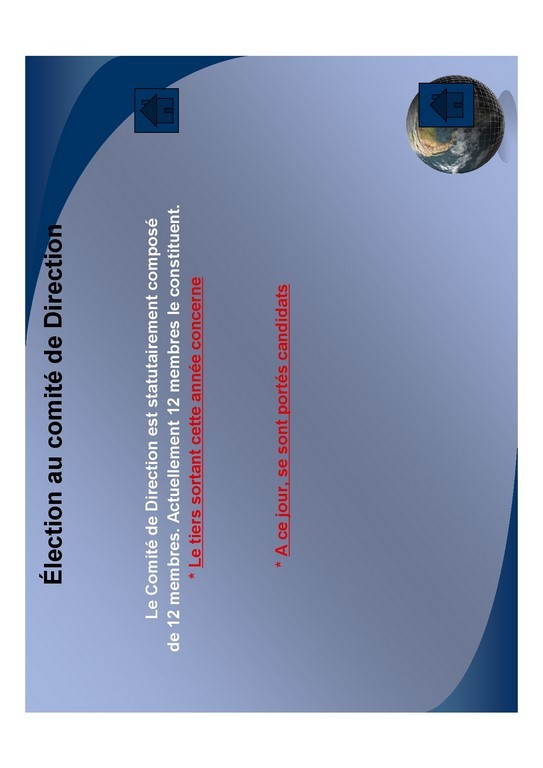 Élection au comité de Direction
Le Comité de Direction est statutairement composé
de 12 membres. Actuellement 12 membres le constituent.
* Le tiers sortant cette année concerne
* A ce jour, se sont portés candidats